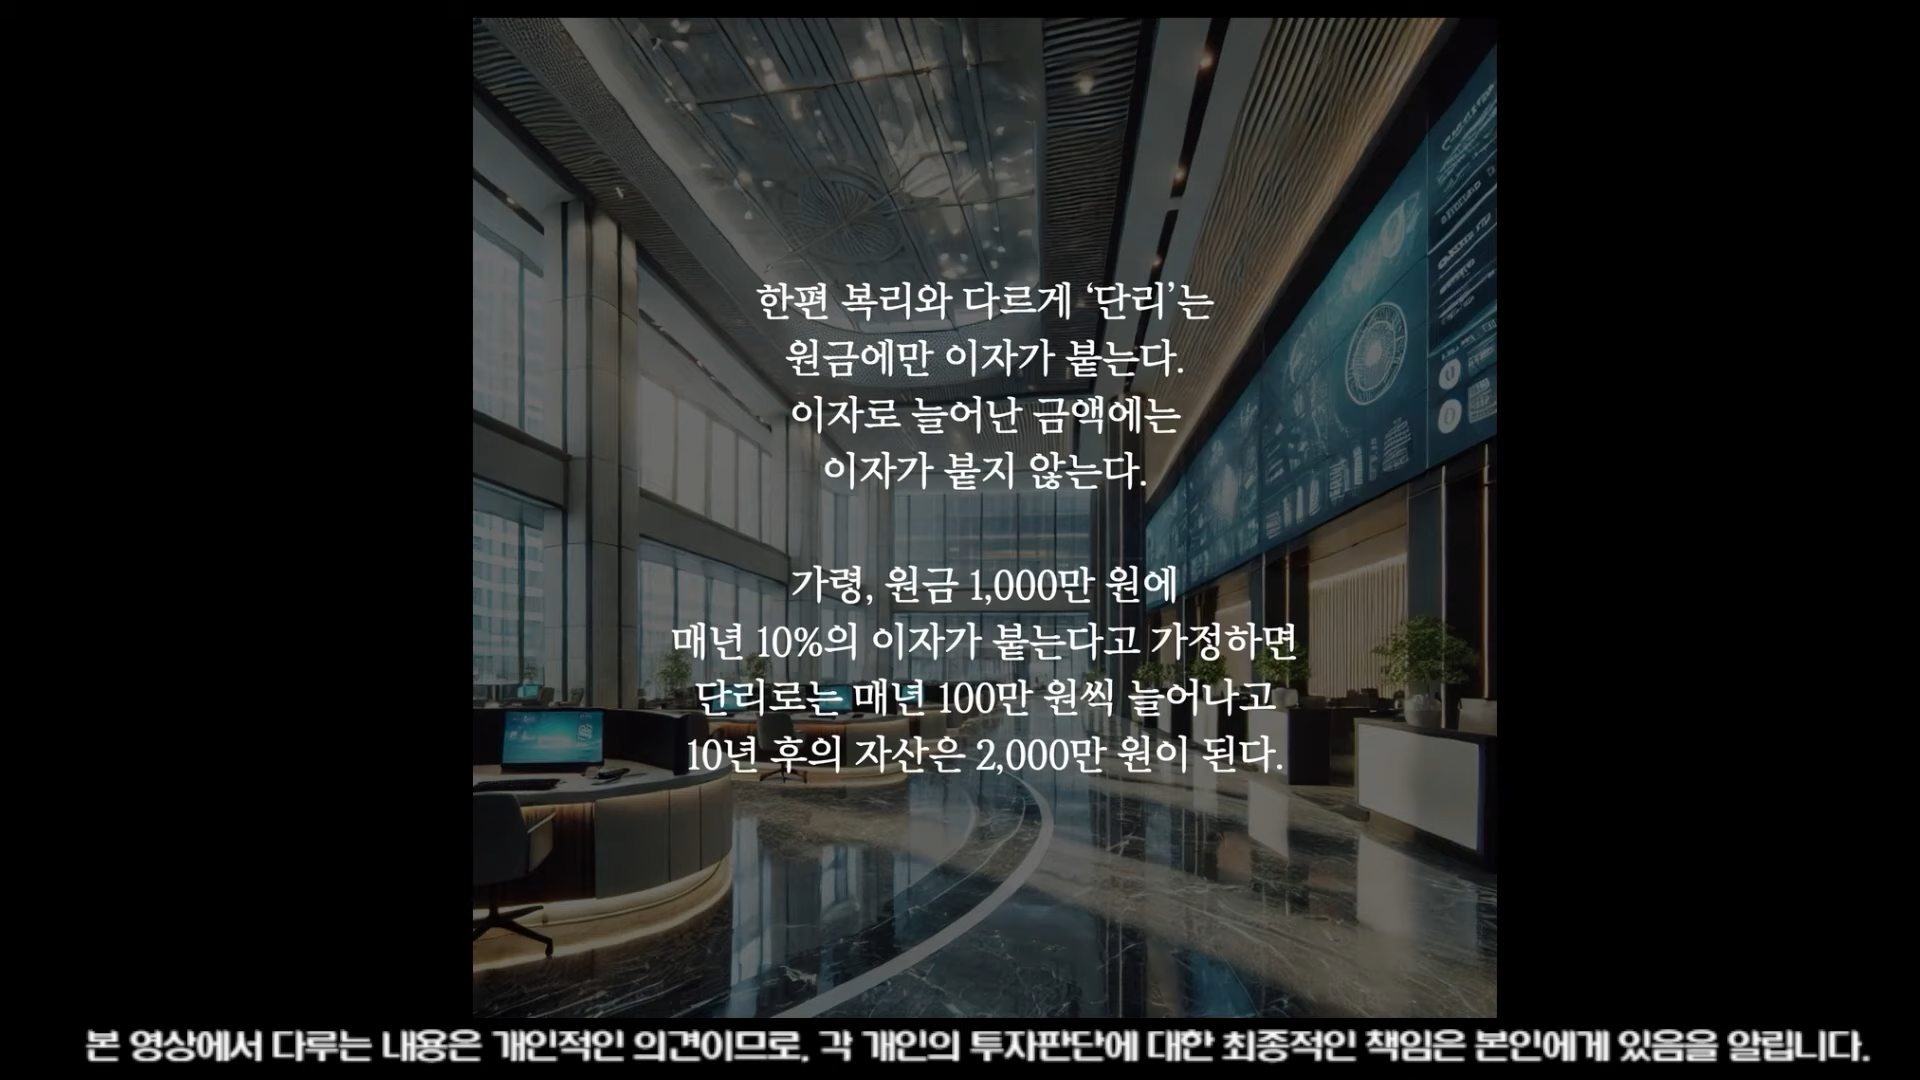 한편 복리와 다르게 ‘단리’는
원금에만 이자가 붙는다.
이자로 늘어난 금액에는
이자가 붙지 않는다.
가령, 원금 1,000만 원에
매년 10%의 이자가 붙는다고 가정하면
단리로는 매년 100만 원씩 늘어나고
10년 후의 자산은 2,000만 원이 된다.
본 영상에서 다루는 내용은 개인적인 의견이므로, 각 개인의 투자판단에 대한 최종적인 책임은 본인에게 있음을 알립니다.